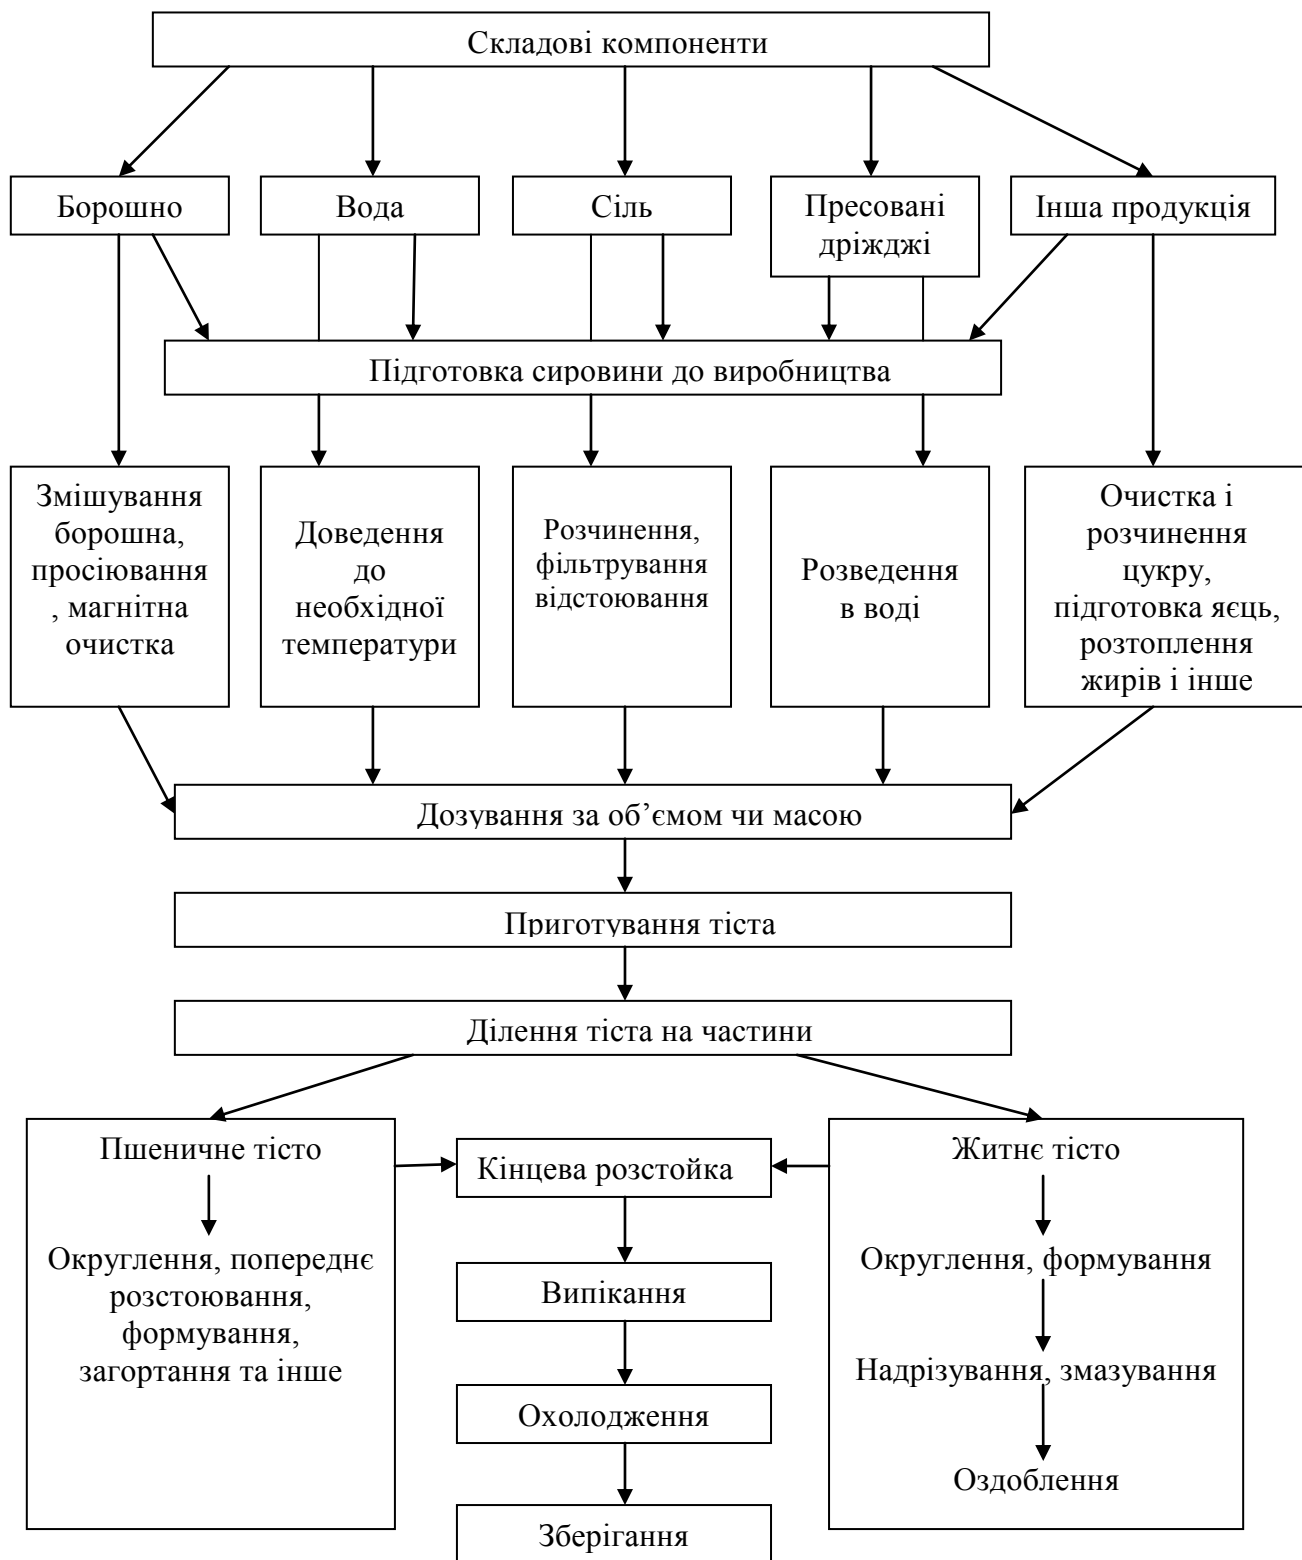 Складові компоненти
Борошно
Вода
Сіль
Пресовані
дріжджі
Інша продукція
Підготовка сировини до виробництва
Змішування
борошна,
просіювання
, магнітна
очистка
Доведення
до
необхідної
температури
Розчинення,
фільтрування
відстоювання
Розведення
в воді
Очистка і
розчинення
цукру,
підготовка яєць,
розтоплення
жирів і інше
Дозування за об’ємом чи масою
Приготування тіста
Ділення тіста на частини
Пшеничне тісто
Округлення, попереднє
розстоювання,
формування,
загортання та інше
Кінцева розстойка
Випікання
Охолодження
Зберігання
Житнє тісто
Округлення, формування
Надрізування, змазування
Оздоблення